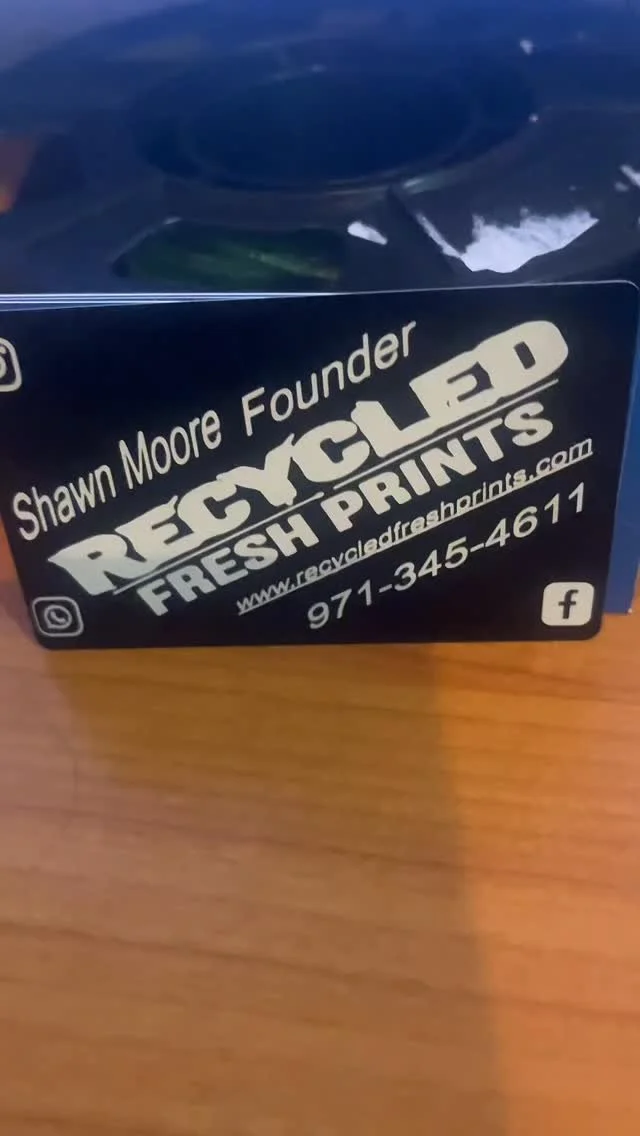 Shawn Moore Founder
RECYCLED
FRESH PRINTS
www.recycledfreshprints.com
971-345-4611
f